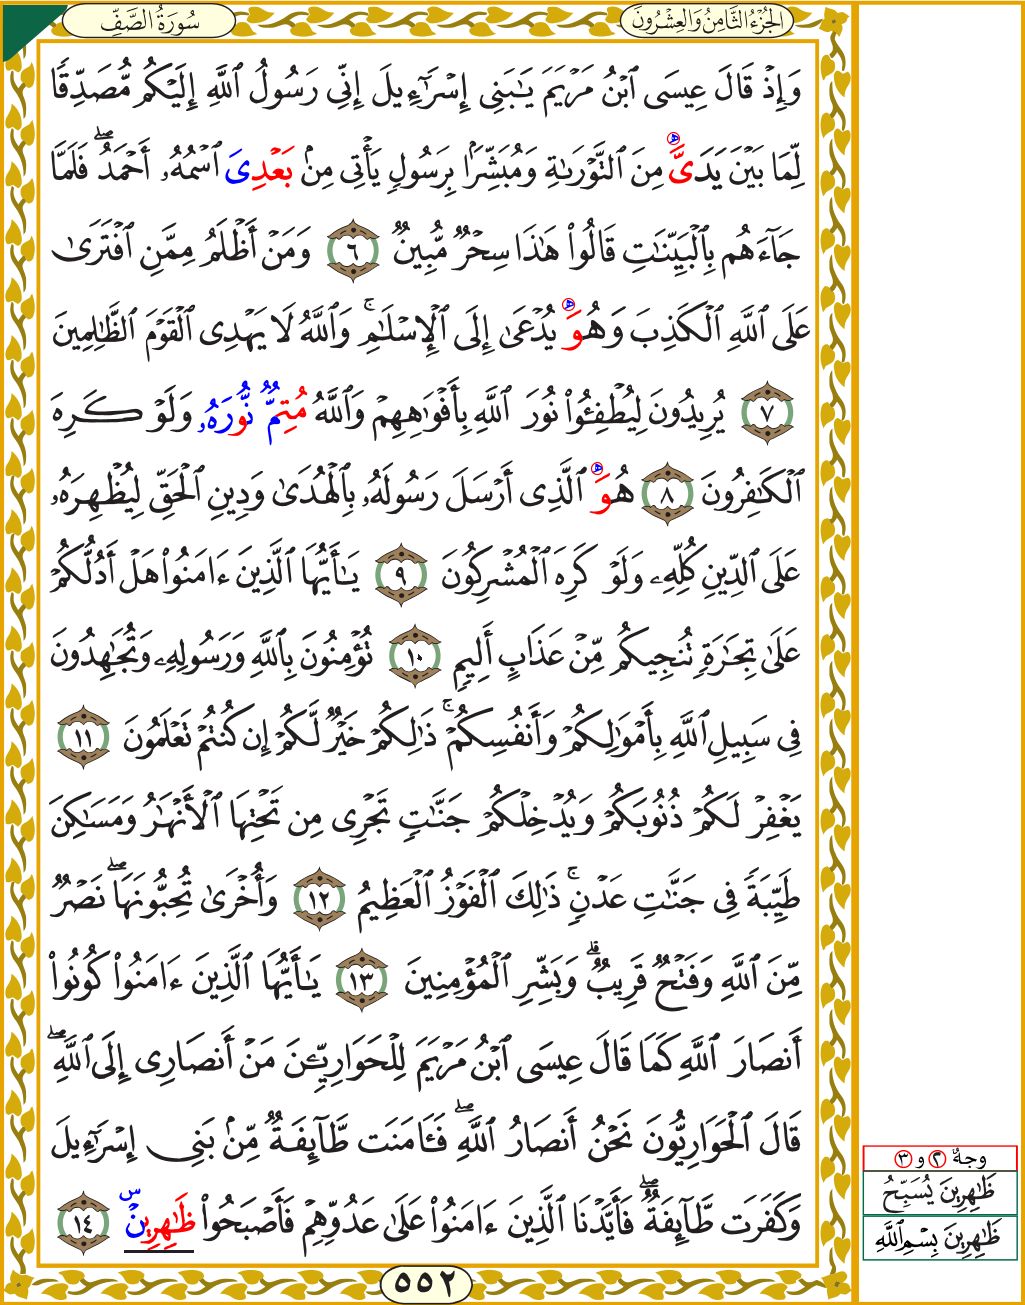 سُورَةُ الصَّفِّ
الجُزْءُ الثَّامِنُ وَالعِشْرُونَ
وَإِذْ قَالَ عِيسَى ٱبْنُ مَرْيَمَ يَٰبَنِى إِسْرَٰٓءِيلَ إِنِّى رَسُولُ ٱللَّهِ إِلَيْكُم مُّصَدِّقًا
لِّمَا بَيْنَ يَدَىَّ مِنَ ٱلتَّوْرَىٰةِ وَمُبَشِّرًۢا بِرَسُولٍ يَأْتِى مِنۢ بَعْدِىَ ٱسْمُهُۥٓ أَحْمَدُ ۖ فَلَمَّا
جَآءَهُم بِٱلْبَيِّنَٰتِ قَالُوا۟ هَٰذَا سِحْرٌ مُّبِينٌ ٦ وَمَنْ أَظْلَمُ مِمَّنِ ٱفْتَرَىٰ
عَلَى ٱللَّهِ ٱلْكَذِبَ وَهُوَ يُدْعَىٰٓ إِلَى ٱلْإِسْلَٰمِ ۚ وَٱللَّهُ لَا يَهْدِى ٱلْقَوْمَ ٱلظَّٰلِمِينَ
٧ يُرِيدُونَ لِيُطْفِـُٔوا۟ نُورَ ٱللَّهِ بِأَفْوَٰهِهِمْ وَٱللَّهُ مُتِمٌّ نُّورَهُۥ وَلَوْ كَرِهَ
ٱلْكَٰفِرُونَ ٨ هُوَ ٱلَّذِىٓ أَرْسَلَ رَسُولَهُۥ بِٱلْهُدَىٰ وَدِينِ ٱلْحَقِّ لِيُظْهِرَهُۥ
عَلَى ٱلدِّينِ كُلِّهِۦ وَلَوْ كَرِهَ ٱلْمُشْرِكُونَ ٩ يَٰٓأَيُّهَا ٱلَّذِينَ ءَامَنُوا۟ هَلْ أَدُلُّكُمْ
عَلَىٰ تِجَٰرَةٍ تُنجِيكُم مِّنْ عَذَابٍ أَلِيمٍ ١٠ تُؤْمِنُونَ بِٱللَّهِ وَرَسُولِهِۦ وَتُجَٰهِدُونَ
فِى سَبِيلِ ٱللَّهِ بِأَمْوَٰلِكُمْ وَأَنفُسِكُمْ ۚ ذَٰلِكُمْ خَيْرٌ لَّكُمْ إِن كُنتُمْ تَعْلَمُونَ ١١
يَغْفِرْ لَكُمْ ذُنُوبَكُمْ وَيُدْخِلْكُمْ جَنَّٰتٍ تَجْرِى مِن تَحْتِهَا ٱلْأَنْهَٰرُ وَمَسَٰكِنَ
طَيِّبَةً فِى جَنَّٰتِ عَدْنٍ ۚ ذَٰلِكَ ٱلْفَوْزُ ٱلْعَظِيمُ ١٢ وَأُخْرَىٰ تُحِبُّونَهَا ۖ نَصْرٌ
مِّنَ ٱللَّهِ وَفَتْحٌ قَرِيبٌ ۗ وَبَشِّرِ ٱلْمُؤْمِنِينَ ١٣ يَٰٓأَيُّهَا ٱلَّذِينَ ءَامَنُوا۟ كُونُوٓا۟
أَنصَارَ ٱللَّهِ كَمَا قَالَ عِيسَى ٱبْنُ مَرْيَمَ لِلْحَوَارِيِّـۧنَ مَنْ أَنصَارِىٓ إِلَى ٱللَّهِ ۖ
قَالَ ٱلْحَوَارِيُّونَ نَحْنُ أَنصَارُ ٱللَّهِ ۖ فَـَٔامَنَت طَّآئِفَةٌ مِّنۢ بَنِىٓ إِسْرَٰٓءِيلَ
وَكَفَرَت طَّآئِفَةٌ ۖ فَأَيَّدْنَا ٱلَّذِينَ ءَامَنُوا۟ عَلَىٰ عَدُوِّهِمْ فَأَصْبَحُوا۟ ظَٰهِرِينَ ١٤
وجهُ ٢ و ٣
ظَٰهِرِينَ يُسَبِّحُ
ظَٰهِرِينَ بِسْمِ ٱللَّهِ
٥٥٢